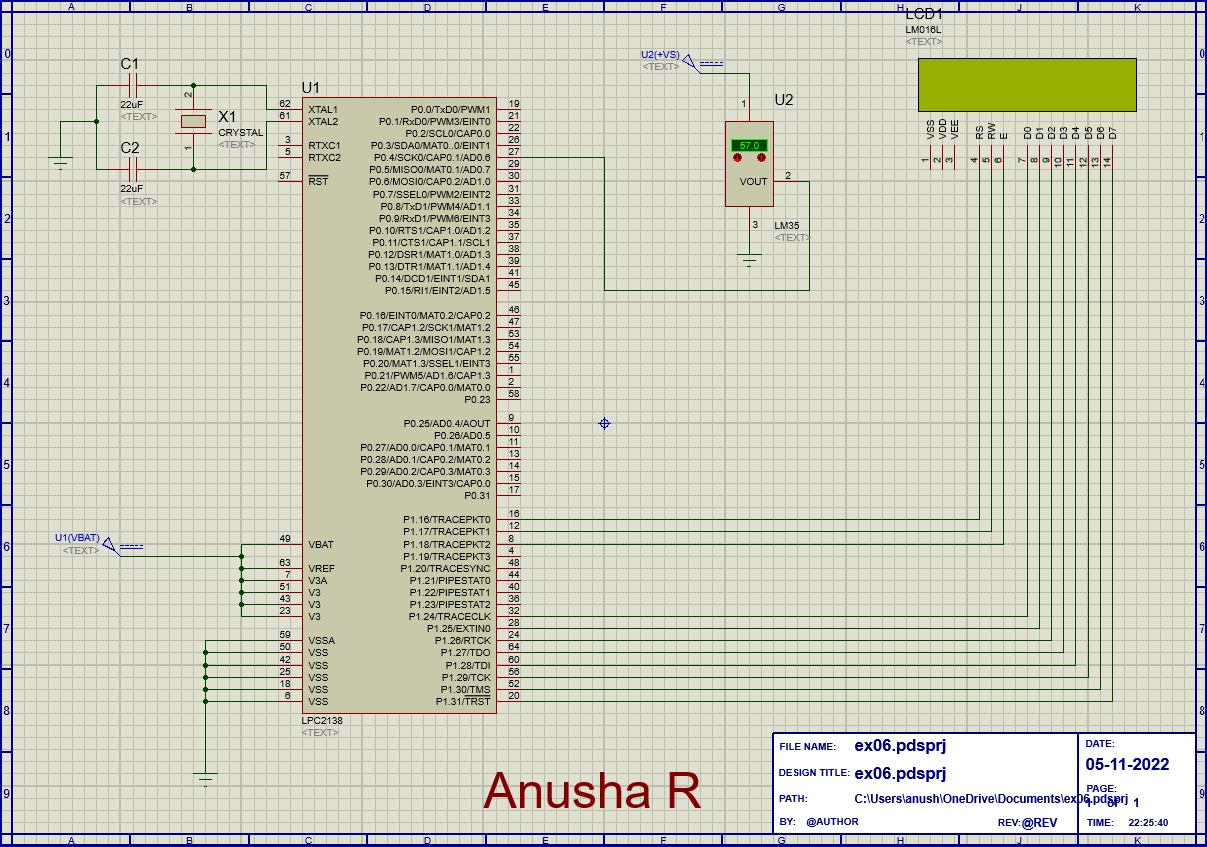 A B C D E F G H J K
LCD1
LM016L
<TEXT>
0 0
C1
22uF
<TEXT>
2
X1
CRYSTAL
<TEXT>
1
C2
22uF
<TEXT>
U1
62 XTAL1
61 XTAL2
3 RTXC1
5 RTXC2
57 RST
P0.0/TxD0/PWM1 19
P0.1/RxD0/PWM3/EINT0 21
P0.2/SCL0/CAP0.0 22
P0.3/SDA0/MAT0..0/EINT1 26
P0.4/SCK0/CAP0.1/AD0.6 27
P0.5/MISO0/MAT0.1/AD0.7 29
P0.6/MOSI0/CAP0.2/AD1.0 30
P0.7/SSEL0/PWM2/EINT2 31
P0.8/TxD1/PWM4/AD1.1 33
P0.9/RxD1/PWM6/EINT3 34
P0.10/RTS1/CAP1.0/AD1.2 35
P0.11/CTS1/CAP1.1/SCL1 37
P0.12/DSR1/MAT1.0/AD1.3 38
P0.13/DTR1/MAT1.1/AD1.4 39
P0.14/DCD1/EINT1/SDA1 41
P0.15/RI1/EINT2/AD1.5 45
P0.16/EINT0/MAT0.2/CAP0.2 46
P0.17/CAP1.2/SCK1/MAT1.2 47
P0.18/CAP1.3/MISO1/MAT1.3 53
P0.19/MAT1.2/MOSI1/CAP1.2 54
P0.20/MAT1.3/SSEL1/EINT3 55
P0.21/PWM5/AD1.6/CAP1.3 1
P0.22/AD1.7/CAP0.0/MAT0.0 2
P0.23 58
P0.25/AD0.4/AOUT 9
P0.26/AD0.5 10
P0.27/AD0.0/CAP0.1/MAT0.1 11
P0.28/AD0.1/CAP0.2/MAT0.2 13
P0.29/AD0.2/CAP0.3/MAT0.3 14
P0.30/AD0.3/EINT3/CAP0.0 15
P0.31 17
P1.16/TRACEPKT0 16
P1.17/TRACEPKT1 12
P1.18/TRACEPKT2 8
P1.19/TRACEPKT3 4
P1.20/TRACESYNC 48
P1.21/PIPESTAT0 44
P1.22/PIPESTAT1 40
P1.23/PIPESTAT2 36
P1.24/TRACECLK 32
P1.25/EXTIN0 28
P1.26/RTCK 24
P1.27/TDO 64
P1.28/TDI 60
P1.29/TCK 56
P1.30/TMS 52
P1.31/TRST 20
U1(VBAT)
<TEXT>
49 VBAT
63 VREF
7 V3A
51 V3
43 V3
23 V3
59 VSSA
50 VSS
42 VSS
25 VSS
18 VSS
6 VSS
LPC2138
<TEXT>
U2(+VS)
<TEXT>
U2
1
57.0
VOUT 2
3
LM35
<TEXT>
VSS VDD VEE RS RW E D0 D1 D2 D3 D4 D5 D6 D7
1 2 3 4 5 6 7 8 9 10 11 12 13 14
1 1
2 2
3 3
4 4
5 5
6 6
7 7
8 8
9 9
Anusha R
FILE NAME: ex06.pdsprj
DESIGN TITLE: ex06.pdsprj
PATH: C:\Users\anush\OneDrive\Documents\ex06.pdsprj
BY: @AUTHOR
REV:@REV
DATE:
05-11-2022
PAGE:
1 of 1
TIME: 22:25:40
A B C D E F G H J K